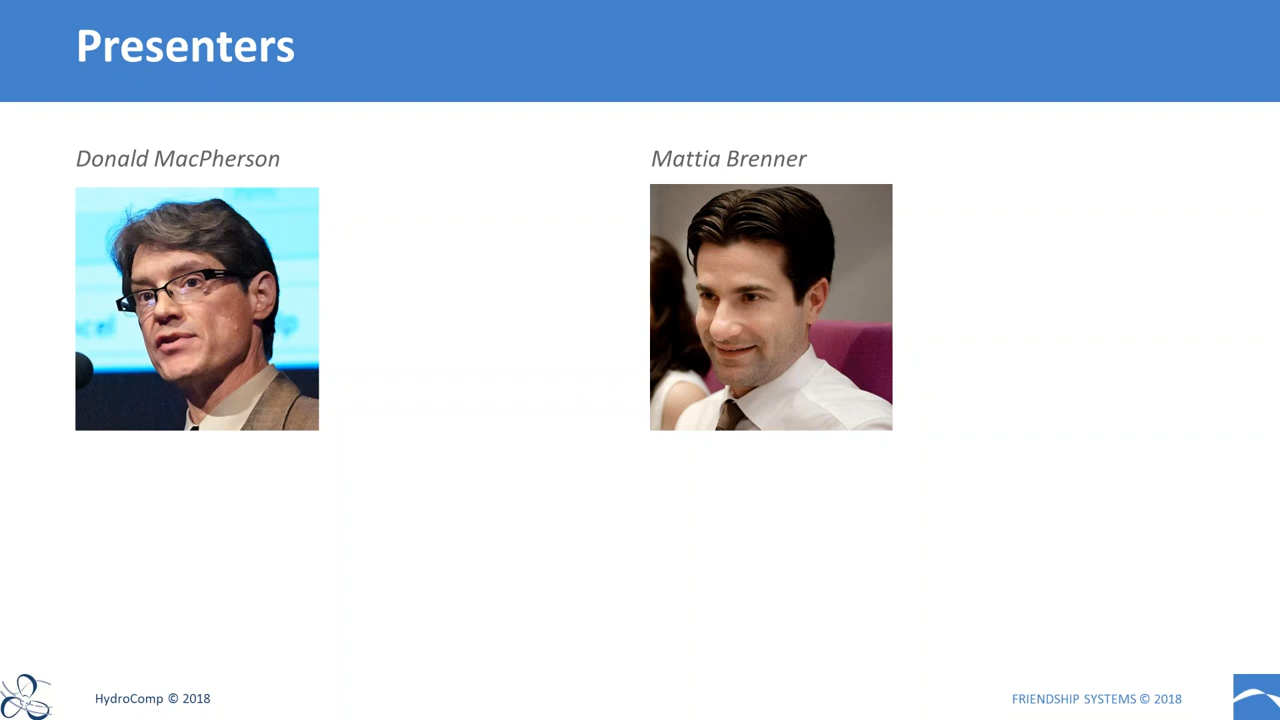 Presenters
Donald MacPherson
Mattia Brenner
HydroComp © 2018
FRIENDSHIP SYSTEMS © 2018